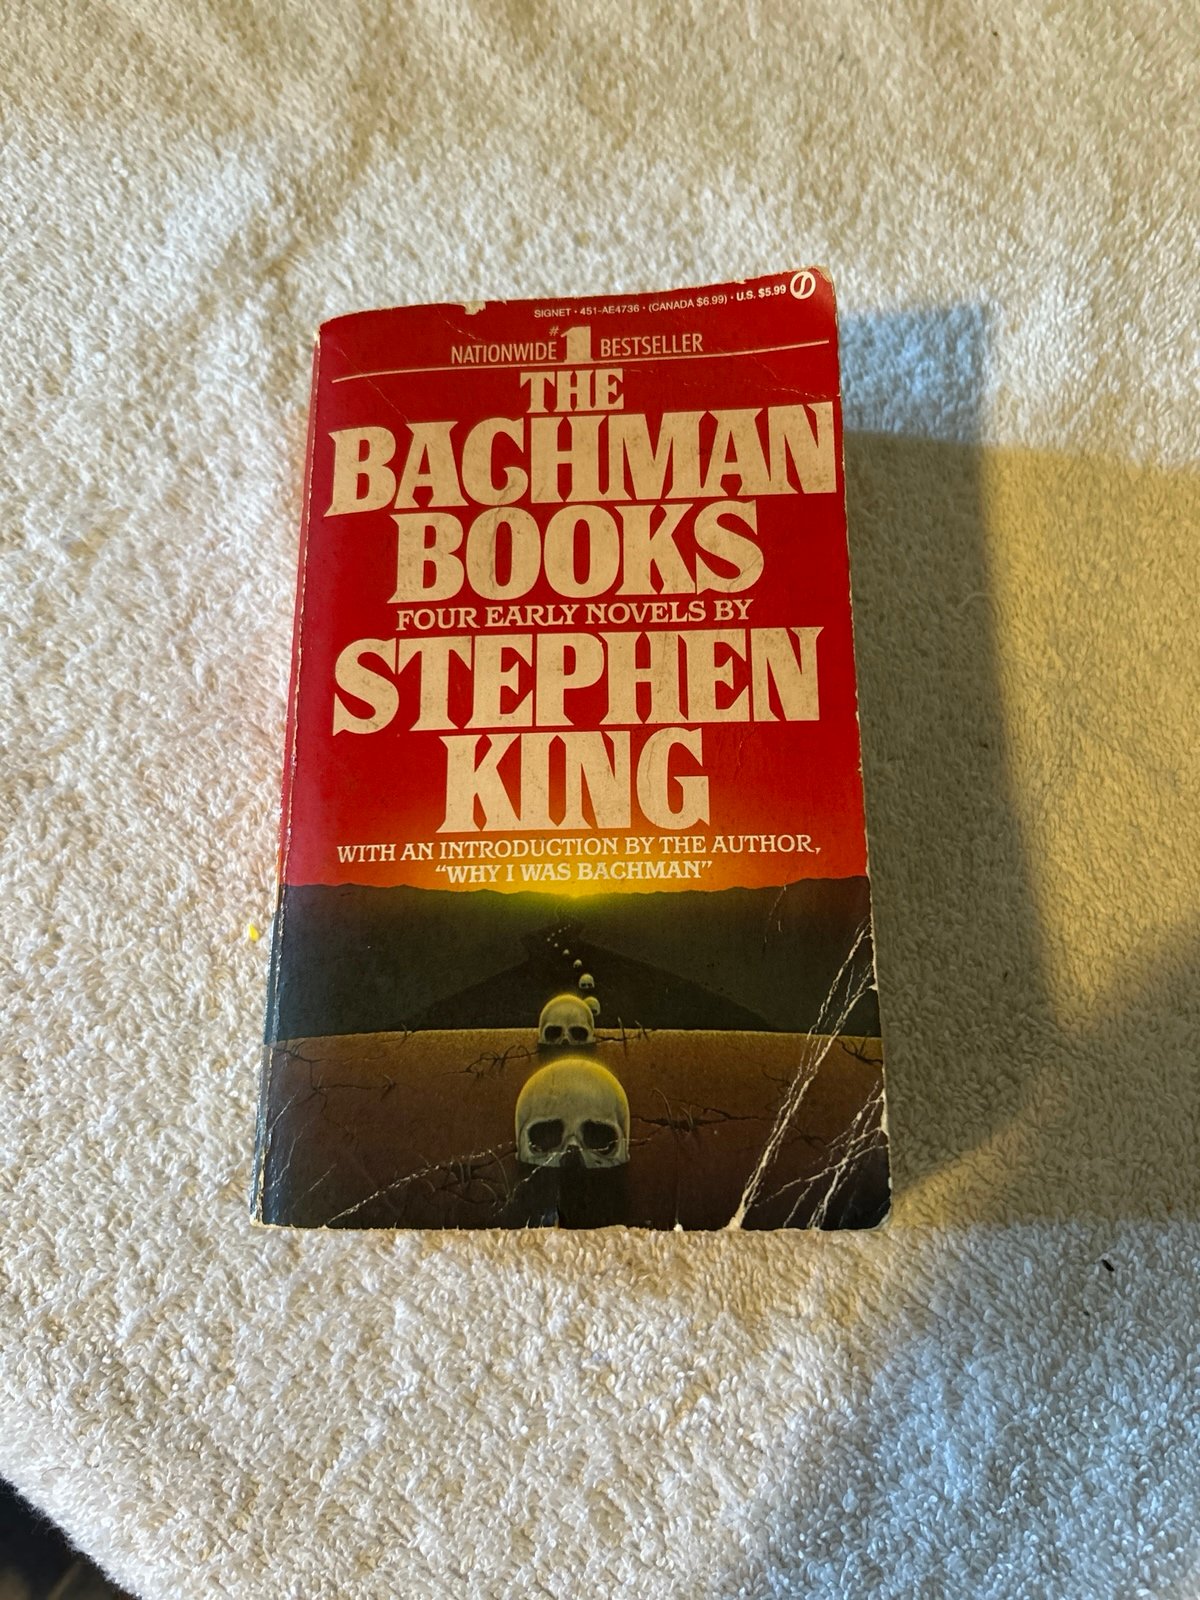 SIGNET • 451-AE4736 • (CANADA $6.99) • U.S. $5.99
NATIONWIDE #1 BESTSELLER
THE
BACHMAN
BOOKS
FOUR EARLY NOVELS BY
STEPHEN
KING
WITH AN INTRODUCTION BY THE AUTHOR,
"WHY I WAS BACHMAN"